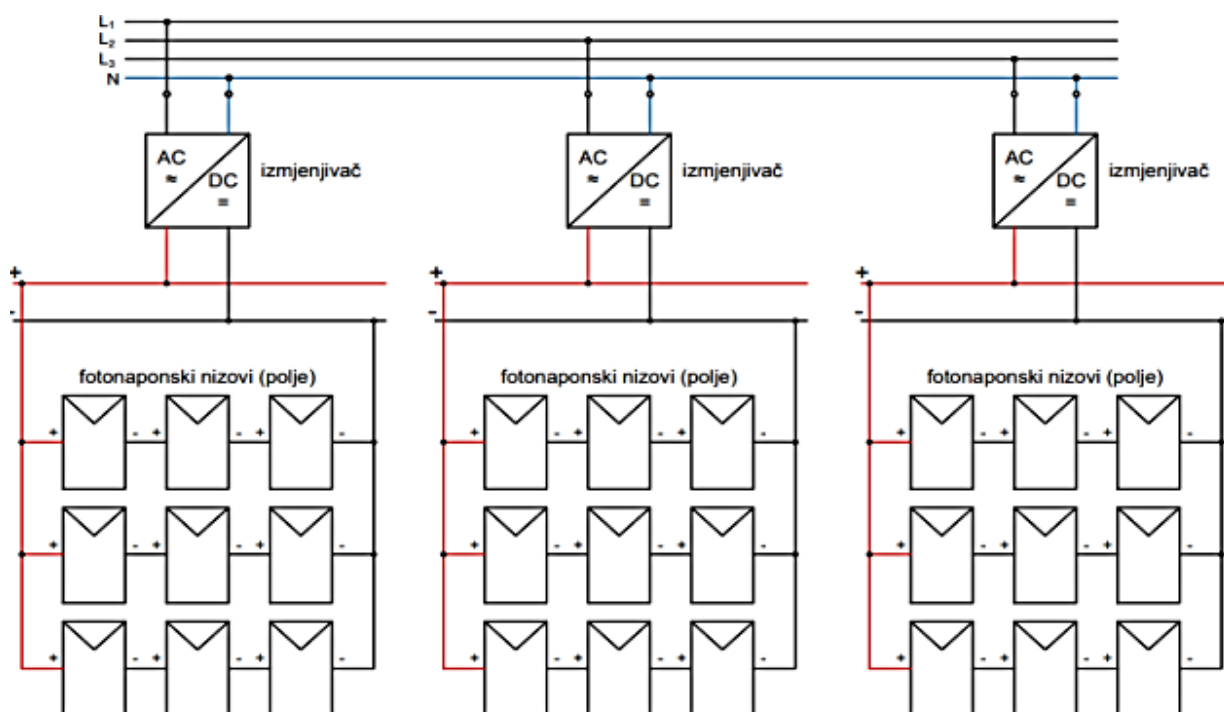 L₁
L₂
L₃
N
AC
≈
DC
=
izmjenjivač
AC
≈
DC
=
izmjenjivač
AC
≈
DC
=
izmjenjivač
+
-
+
-
+
-
fotonaponski nizovi (polje) fotonaponski nizovi (polje) fotonaponski nizovi (polje)
+ - + - + - + - + - + - + - + - + -
+ - + - + - + - + - + - + - + - + -
+ - + - + - + - + - + - + - + - + -